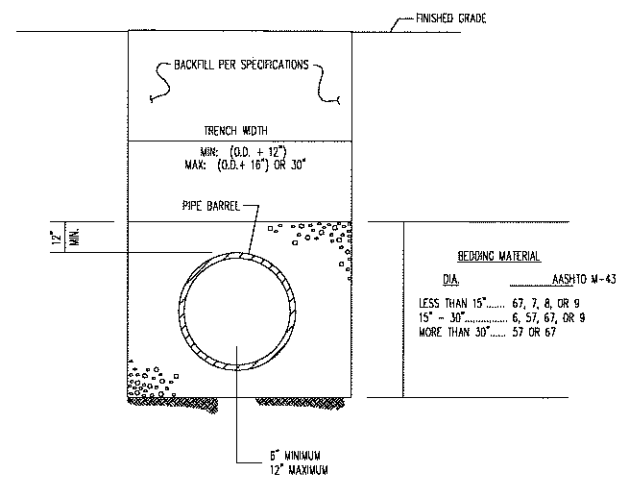 FINISHED GRADE
BACKFILL PER SPECIFICATIONS
TRENCH WIDTH
MIN: (O.D. + 12")
MAX: (O.D.+ 16") OR 30"
PIPE BARREL
12" MIN.
BEDDING MATERIAL
DIA. AASHTO M-43
LESS THAN 15"...... 67, 7, 8, OR 9
15" - 30"............ 6, 57, 67, OR 9
MORE THAN 30"..... 57 OR 67
6" MINIMUM
12" MAXIMUM